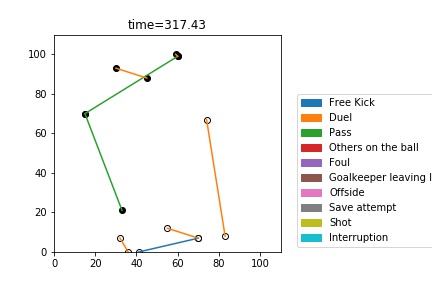 time=317.43
100
80
60
40
20
0
0 20 40 60 80 100
Free Kick
Duel
Pass
Others on the ball
Foul
Goalkeeper leaving l
Offside
Save attempt
Shot
Interruption